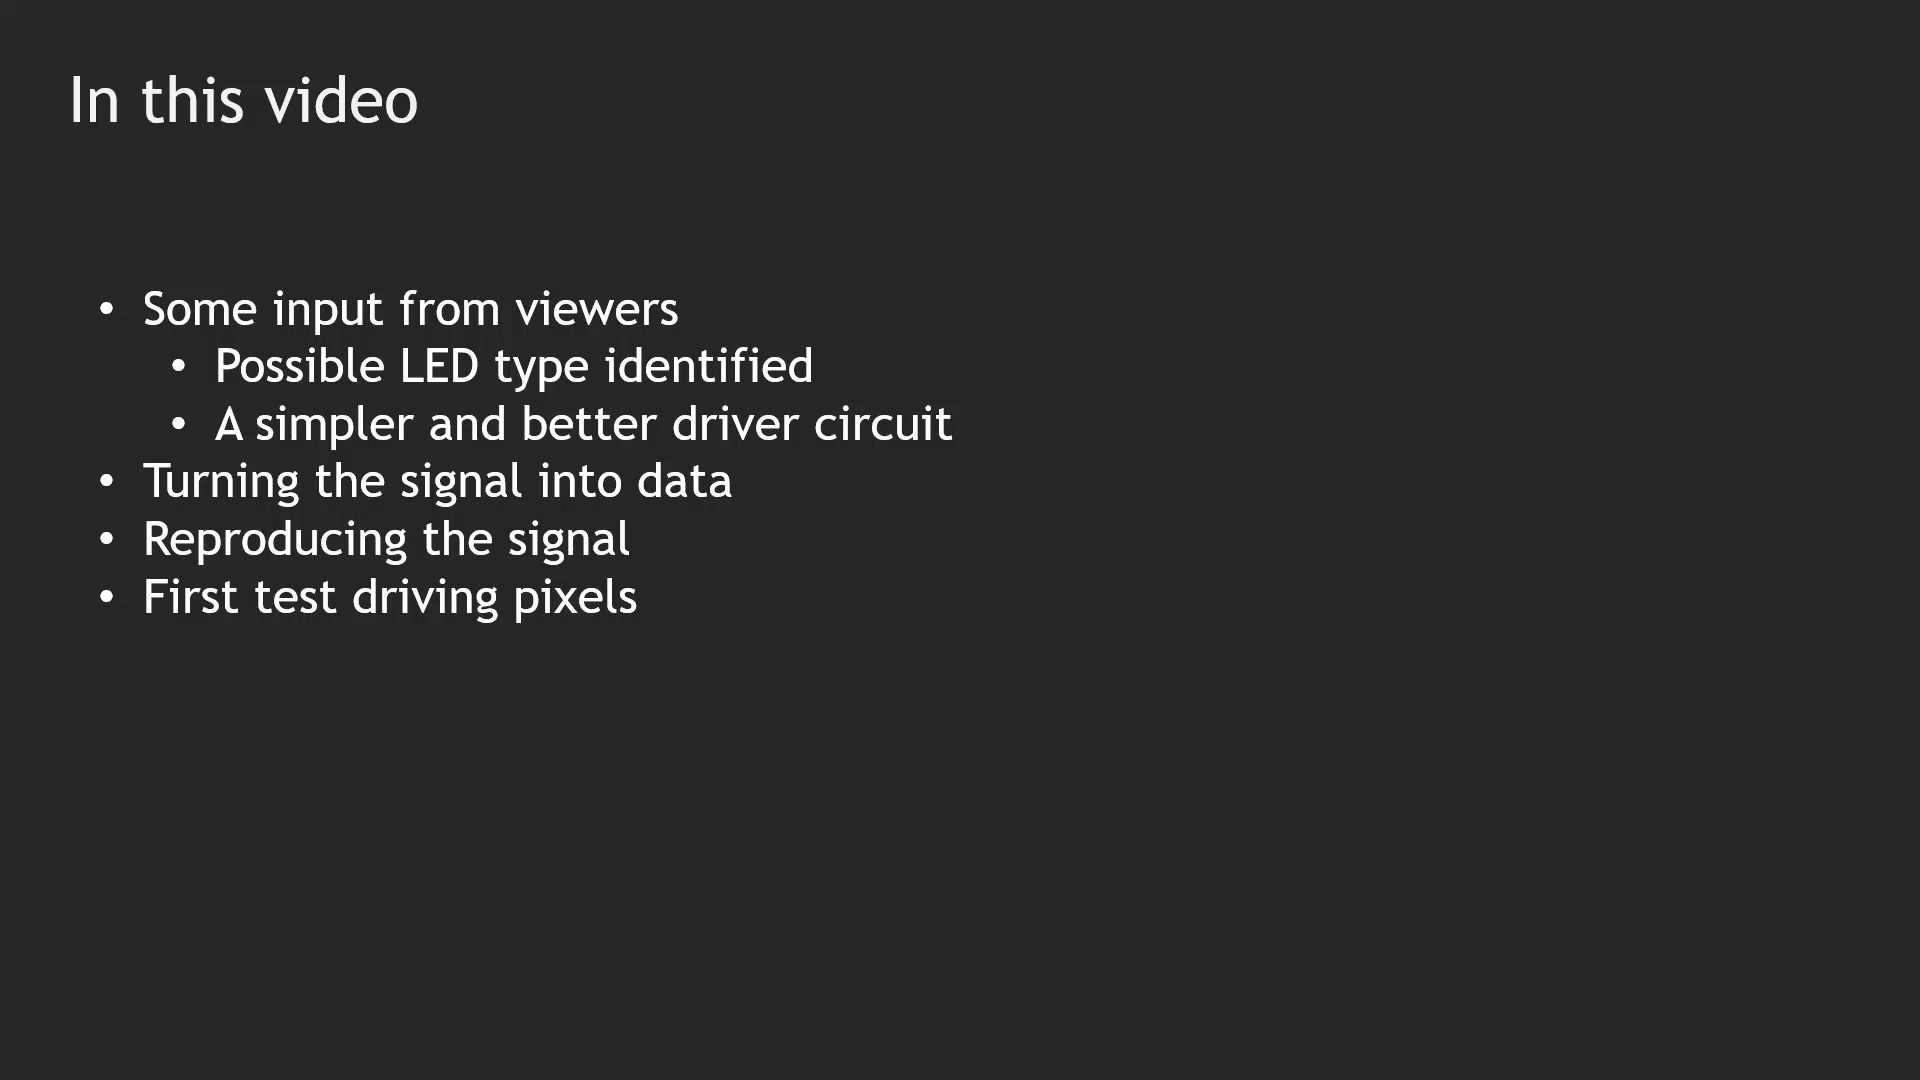 In this video
• Some input from viewers
• Possible LED type identified
• A simpler and better driver circuit
• Turning the signal into data
• Reproducing the signal
• First test driving pixels